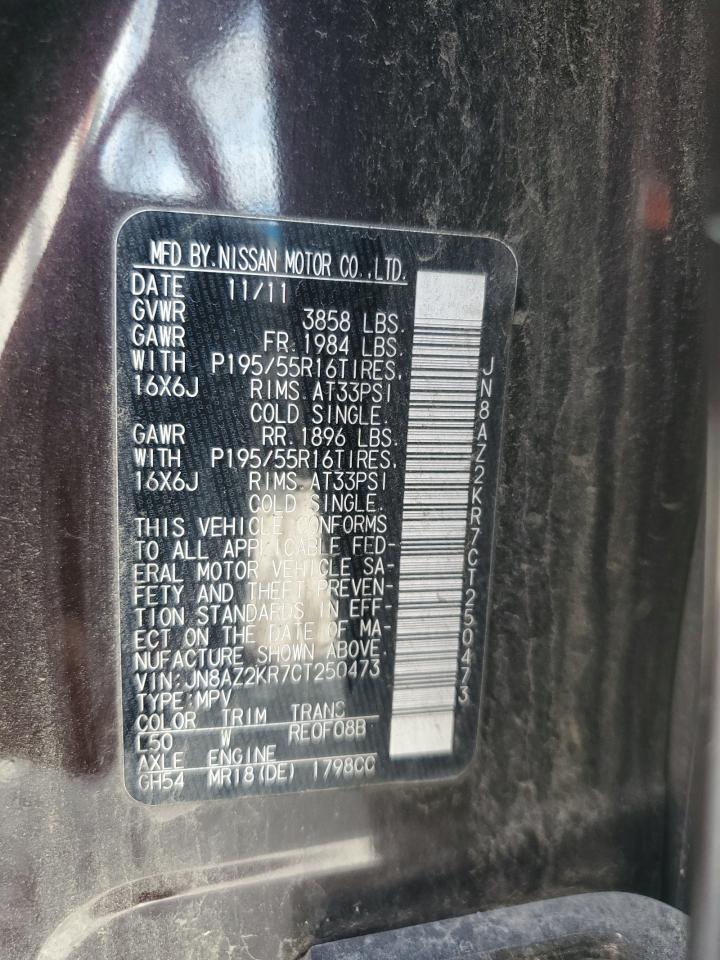 MFD BY.NISSAN MOTOR CO.,LTD.
DATE 11/11
GVWR 3858 LBS.
GAWR FR. 1984 LBS.
WITH P195/55R16TIRES,
16X6J RIMS. AT33PSI
COLD SINGLE.
GAWR RR. 1896 LBS.
WITH P195/55R16TIRES,
16X6J RIMS. AT33PSI
COLD SINGLE.
THIS VEHICLE CONFORMS
TO ALL APPLICABLE FED-
ERAL MOTOR VEHICLE SA-
FETY AND THEFT PREVEN-
TION STANDARDS IN EFF-
ECT ON THE DATE OF MA-
NUFACTURE SHOWN ABOVE.
VIN:JN8AZ2KR7CT250473
TYPE:MPV
COLOR TRIM TRANS
L50 W RE0F08B
AXLE ENGINE
GH54 MR18(DE) 1798CC
JN8AZ2KR7CT250473